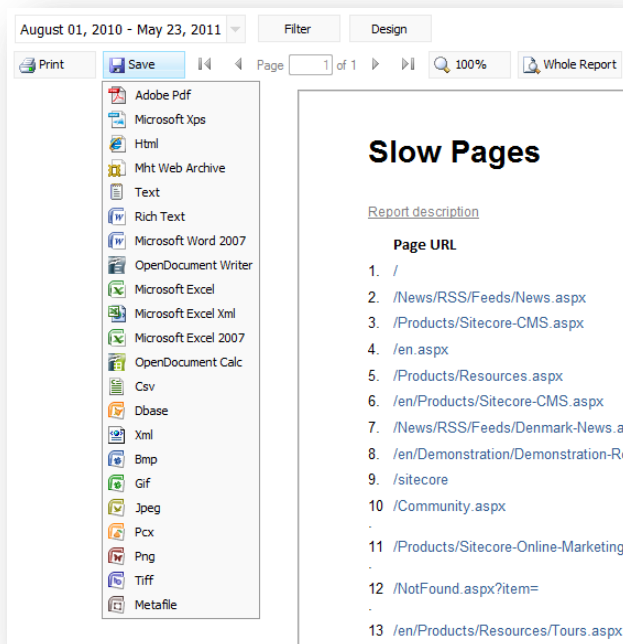 August 01, 2010 - May 23, 2011 Filter Design
Print Save Page 1 of 1 100% Whole Report
Adobe Pdf
Microsoft Xps
Html
Mht Web Archive
Text
Rich Text
Microsoft Word 2007
OpenDocument Writer
Microsoft Excel
Microsoft Excel Xml
Microsoft Excel 2007
OpenDocument Calc
Csv
Dbase
Xml
Bmp
Gif
Jpeg
Pcx
Png
Tiff
Metafile
Slow Pages
Report description
Page URL
1. /
2. /News/RSS/Feeds/News.aspx
3. /Products/Sitecore-CMS.aspx
4. /en.aspx
5. /Products/Resources.aspx
6. /en/Products/Sitecore-CMS.aspx
7. /News/RSS/Feeds/Denmark-News.a
8. /en/Demonstration/Demonstration-Re
9. /sitecore
10 /Community.aspx
.
11 /Products/Sitecore-Online-Marketing
.
12 /NotFound.aspx?item=
.
13 /en/Products/Resources/Tours.aspx